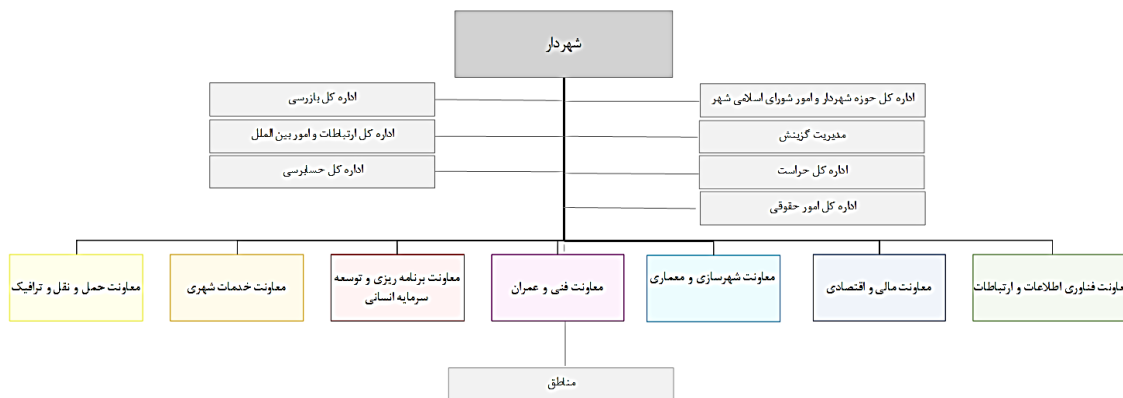 شهردار
اداره کل حوزه شهردار و امور شورای اسلامی شهر
اداره کل بازرسی
مدیریت گزینش
اداره کل ارتباطات و امور بین الملل
اداره کل حراست
اداره کل حسابرسی
اداره کل امور حقوقی
معاونت فناوری اطلاعات و ارتباطات
معاونت مالی و اقتصادی
معاونت شهرسازی و معماری
معاونت فنی و عمران
معاونت برنامه ریزی و توسعه
سرمایه انسانی
معاونت خدمات شهری
معاونت حمل و نقل و ترافیک
مناطق